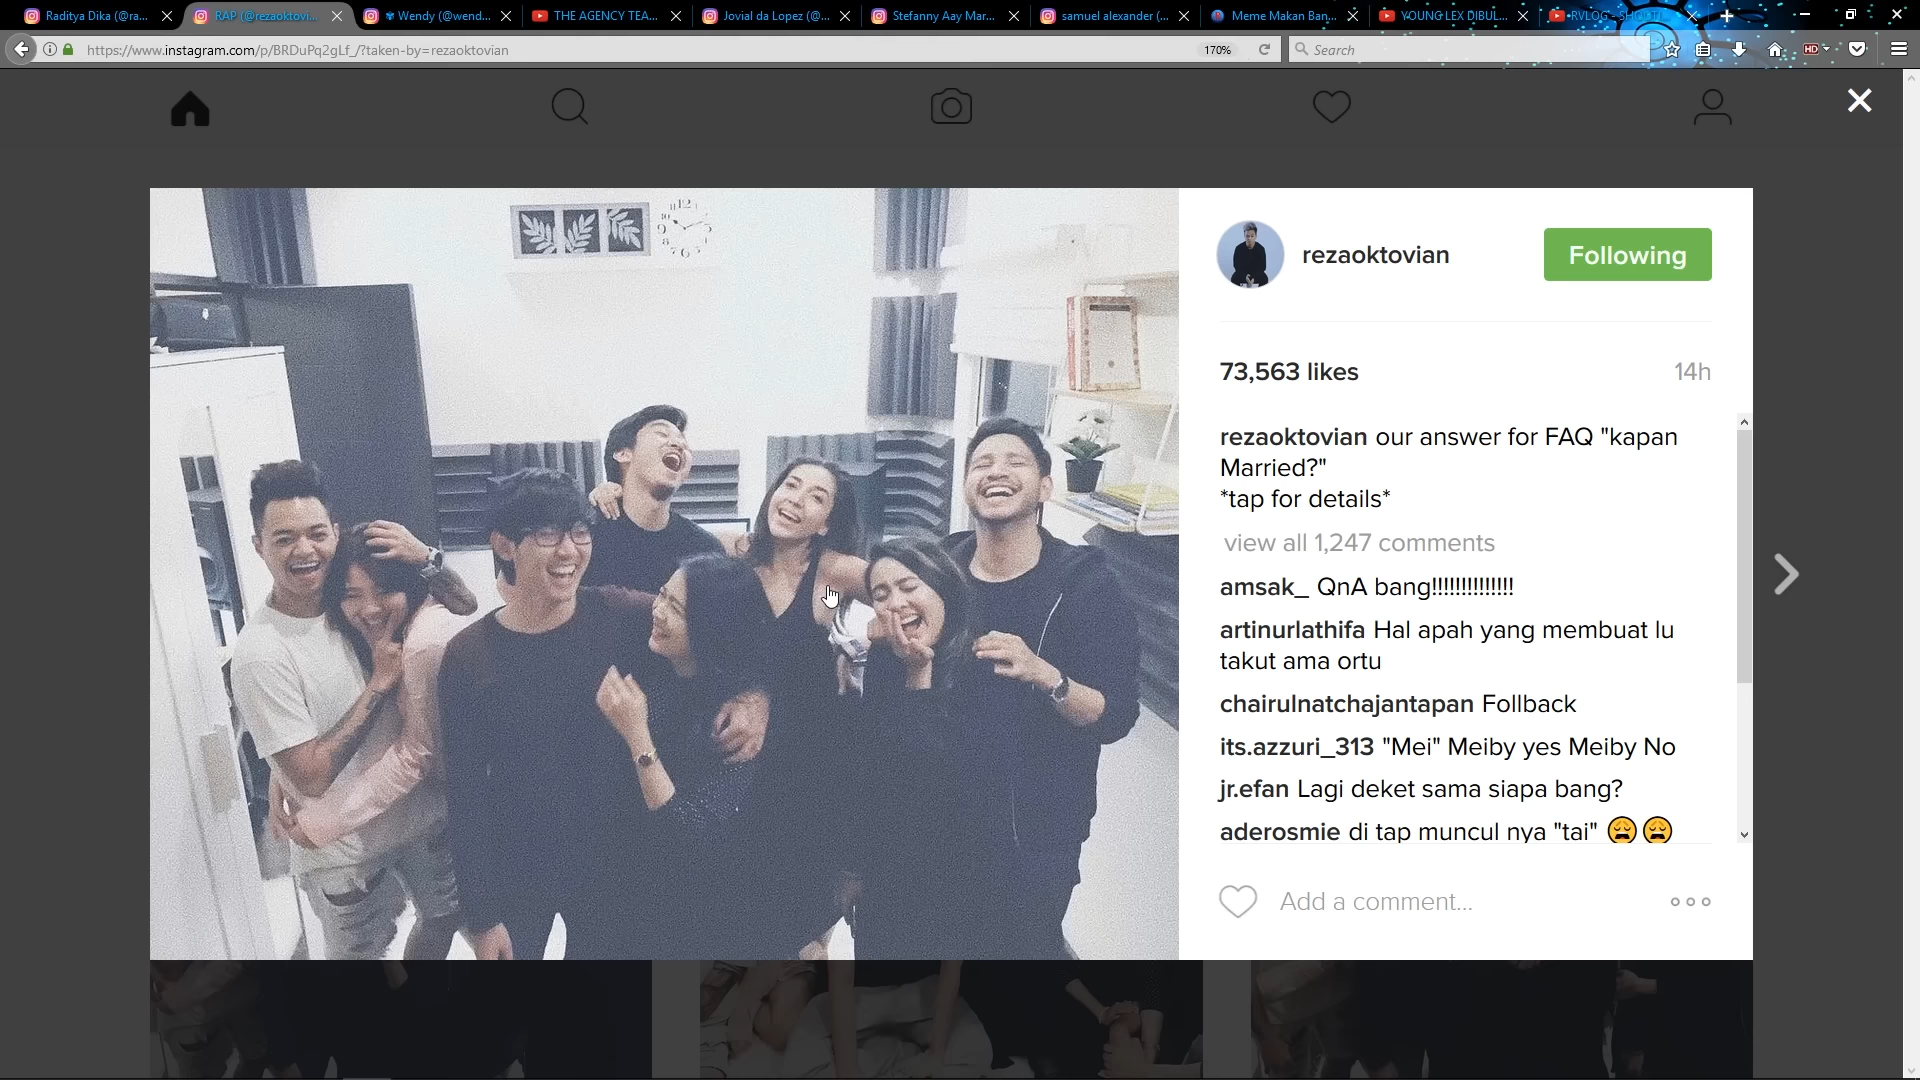 Raditya Dika (@ra...
RAP (@rezaoktovi...
Wendy (@wend...
THE AGENCY TEA...
Jovial da Lopez (@...
Stefanny Aay Mar...
samuel alexander (...
Meme Makan Ban...
YOUNG LEX DIBUL...
https://www.instagram.com/p/BRDuPq2gLf_/?taken-by=rezaoktovian
170%
Search
HD
rezaoktovian
Following
73,563 likes
14h
rezaoktovian our answer for FAQ "kapan
Married?"
*tap for details*
view all 1,247 comments
amsak_ QnA bang!!!!!!!!!!!!!!
artinurlathifa Hal apah yang membuat lu
takut ama ortu
chairulnatchajantapan Follback
its.azzuri_313 "Mei" Meiby yes Meiby No
jr.efan Lagi deket sama siapa bang?
aderosmie di tap muncul nya "tai" 😩😩
Add a comment...